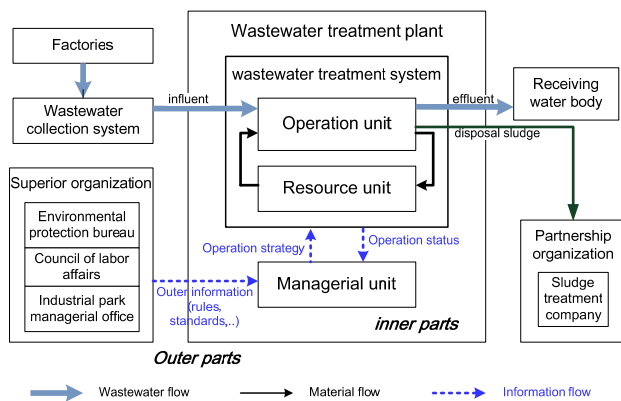 Factories
Wastewater
collection system
influent
Wastewater treatment plant
wastewater treatment system
Operation unit
Resource unit
effluent
disposal sludge
Receiving
water body
Superior organization
Environmental
protection bureau
Council of labor
affairs
Industrial park
managerial office
Operation strategy
Operation status
Outer information
(rules,
standards,..)
Managerial unit
inner parts
Outer parts
Partnership
organization
Sludge
treatment
company
Wastewater flow
Material flow
Information flow